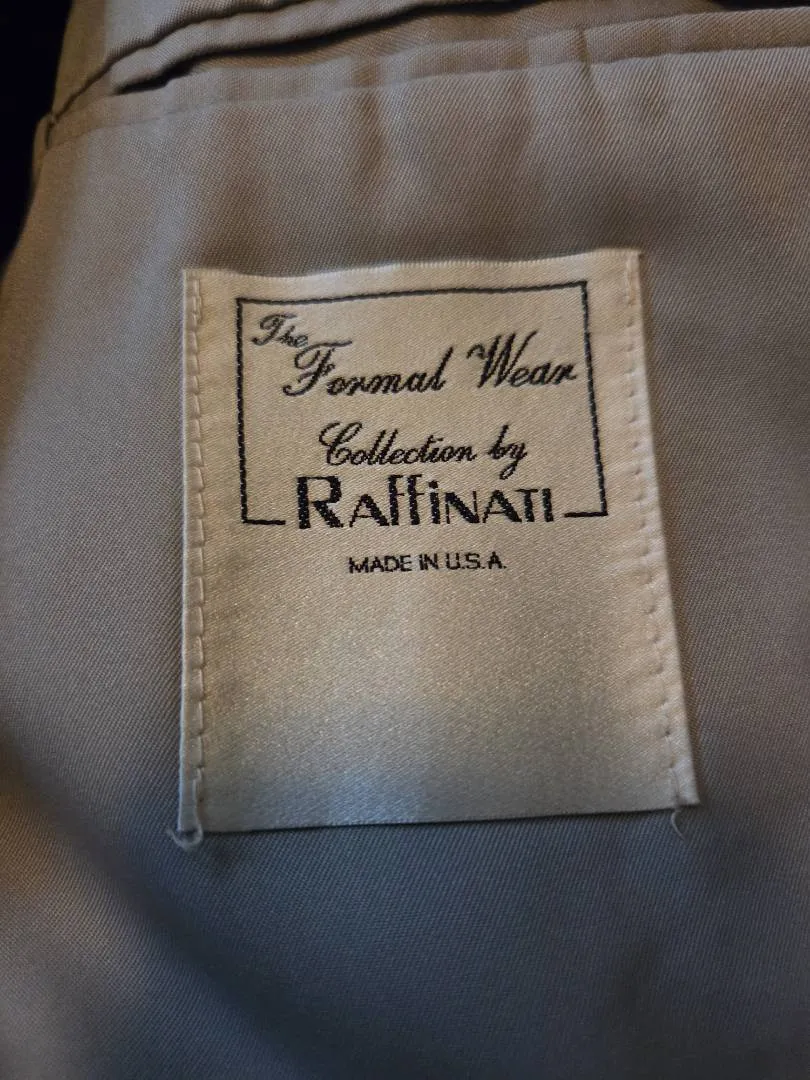 The
Formal Wear
Collection by
RAffiNATI
MADE IN U.S.A.